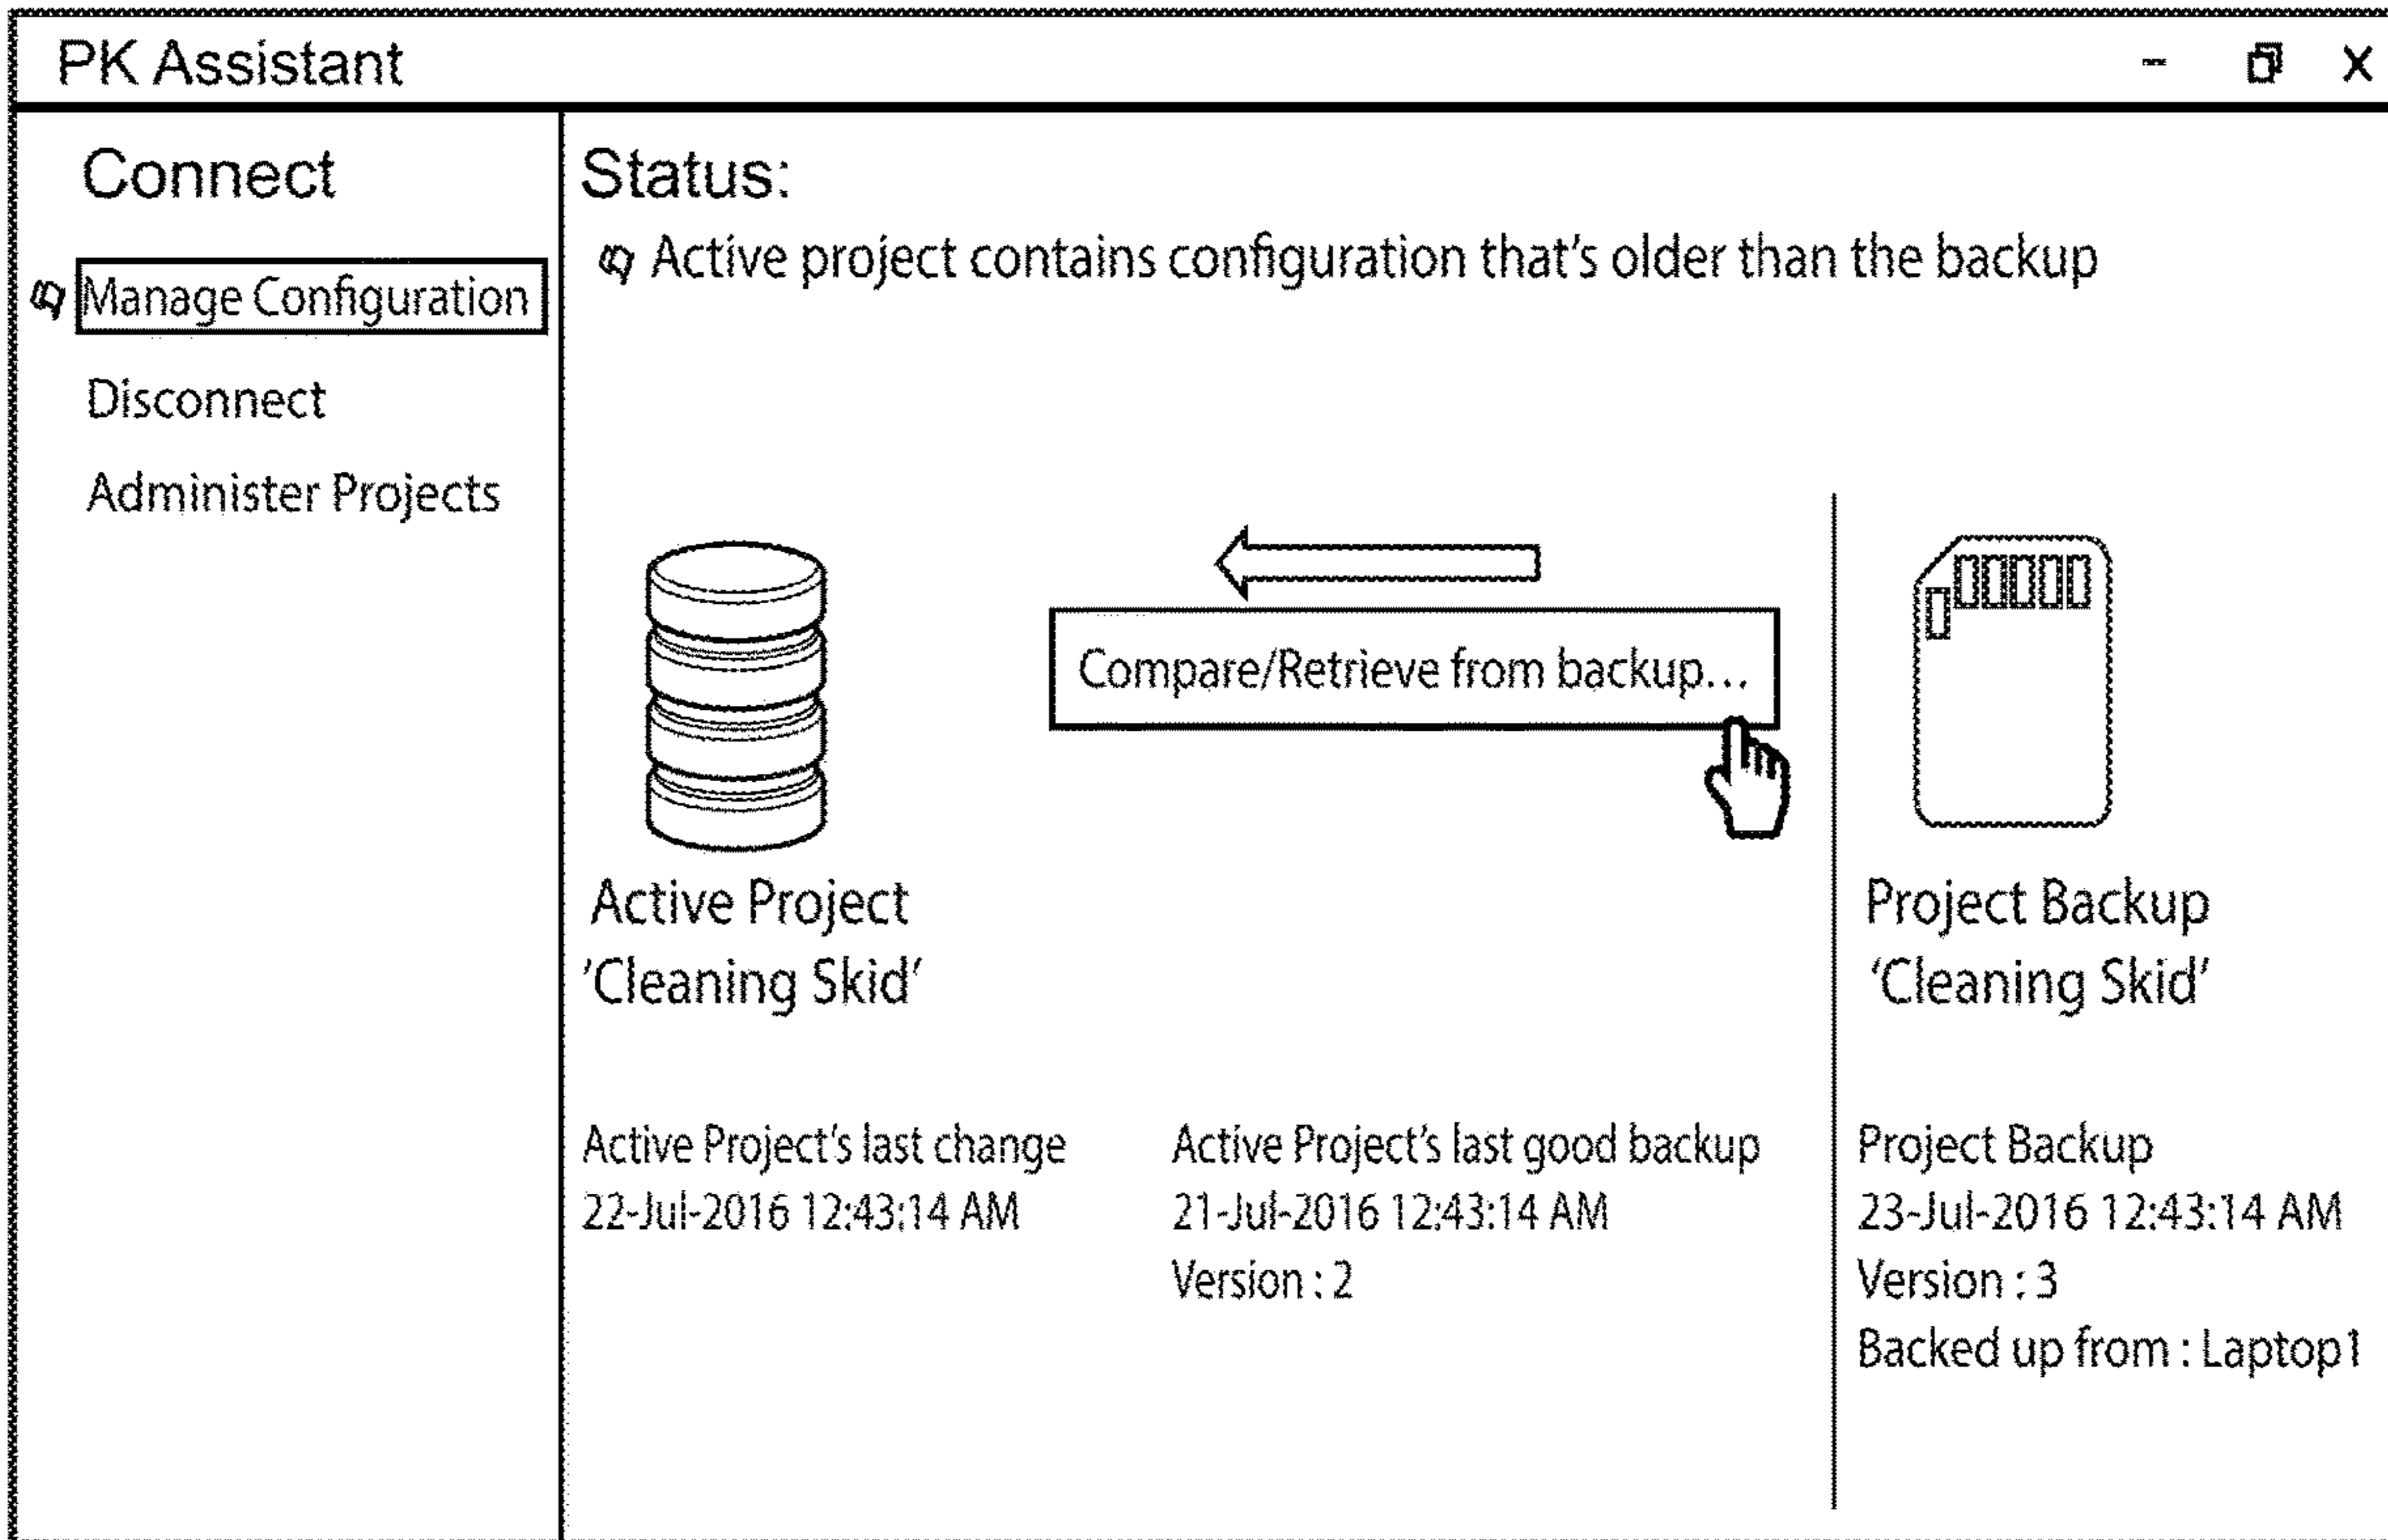 PK Assistant
Connect
Manage Configuration
Disconnect
Administer Projects
Status:
Active project contains configuration that’s older than the backup
Compare/Retrieve from backup...
Active Project
’Cleaning Skid’
Project Backup
‘Cleaning Skid’
Active Project’s last change
22-Jul-2016 12:43:14 AM
Active Project’s last good backup
21-Jul-2016 12:43:14 AM
Version : 2
Project Backup
23-Jul-2016 12:43:14 AM
Version : 3
Backed up from : Laptop1